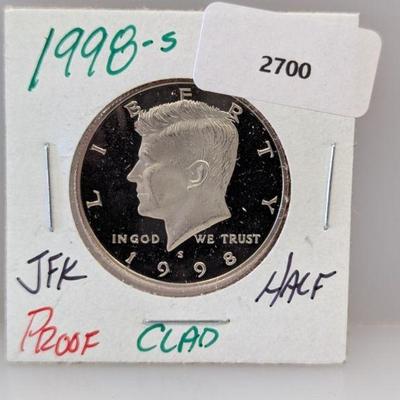 1998-S
2700
LIBERTY
IN GOD WE TRUST
S
1998
JFK HALF
PROOF CLAD